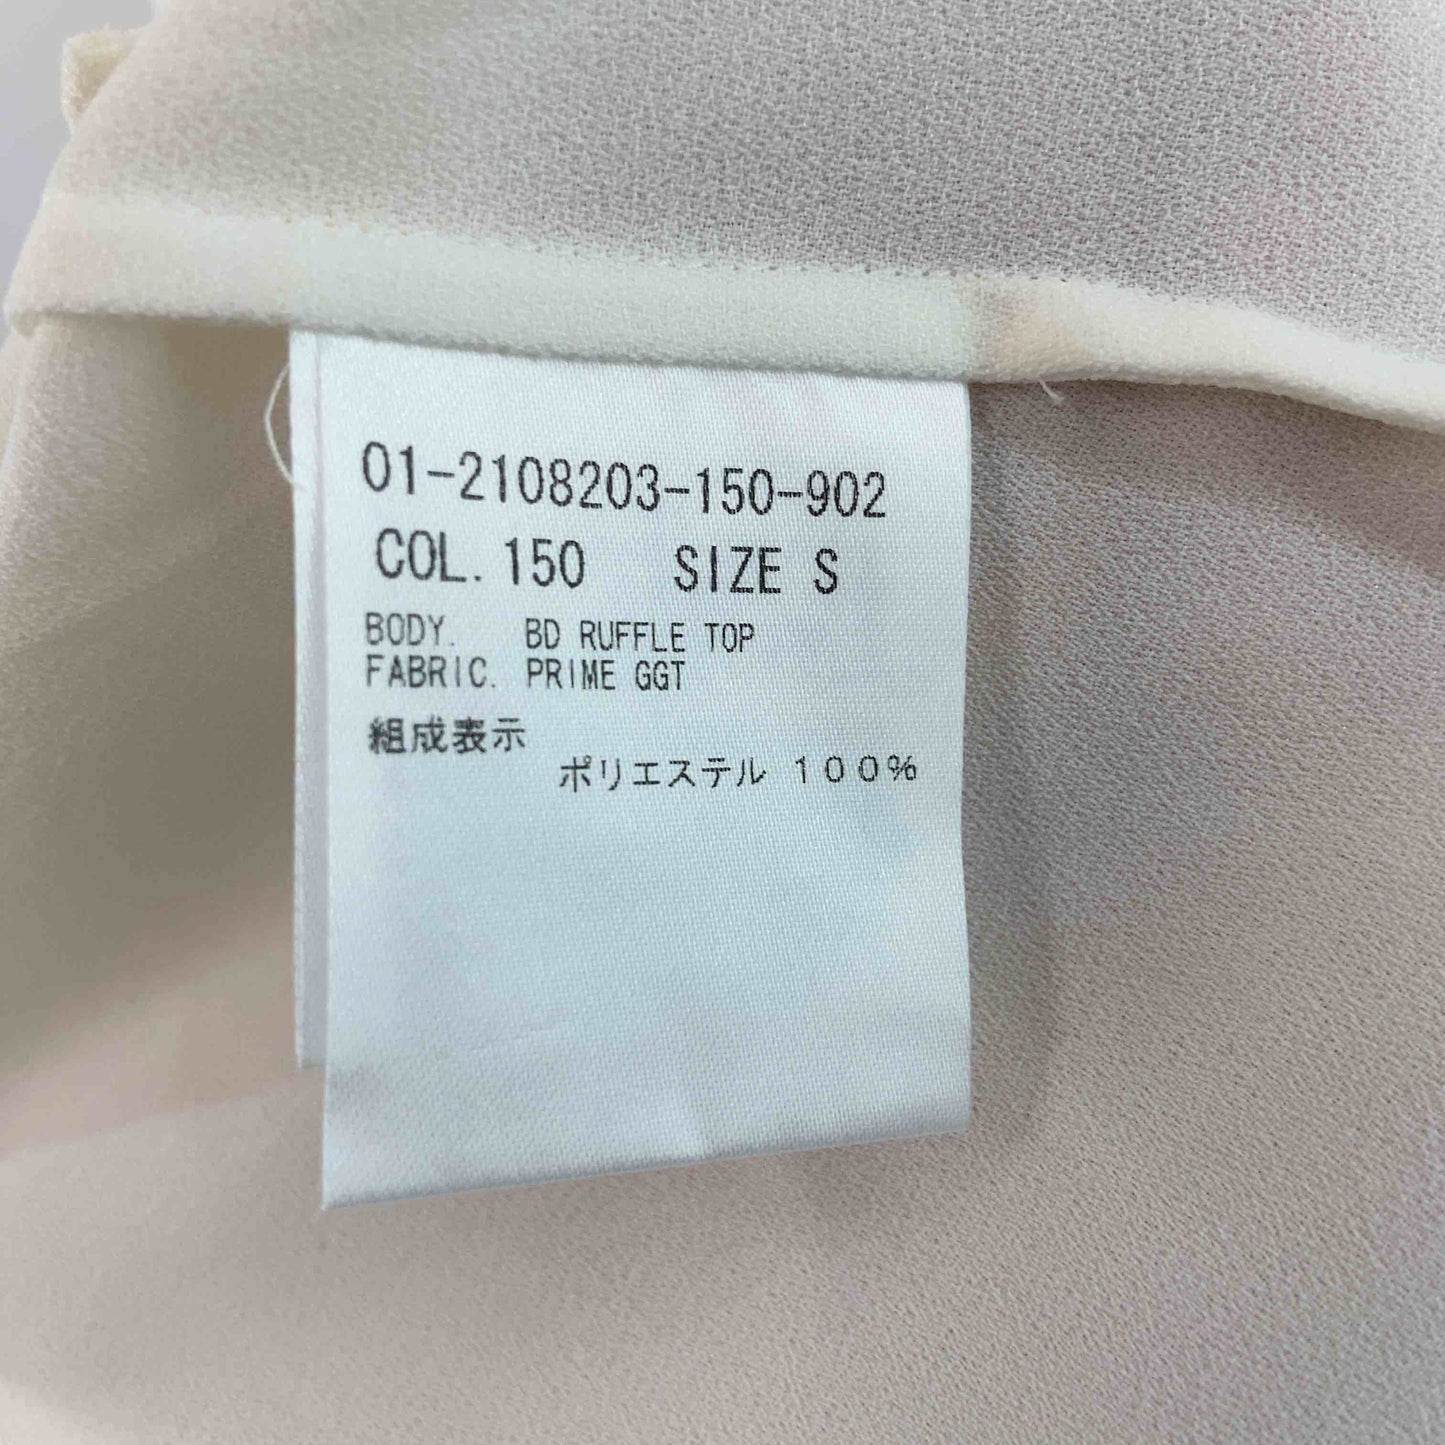 01-2108203-150-902
COL. 150 SIZE S
BODY. BD RUFFLE TOP
FABRIC. PRIME GGT
組成表示
ポリエステル 100%